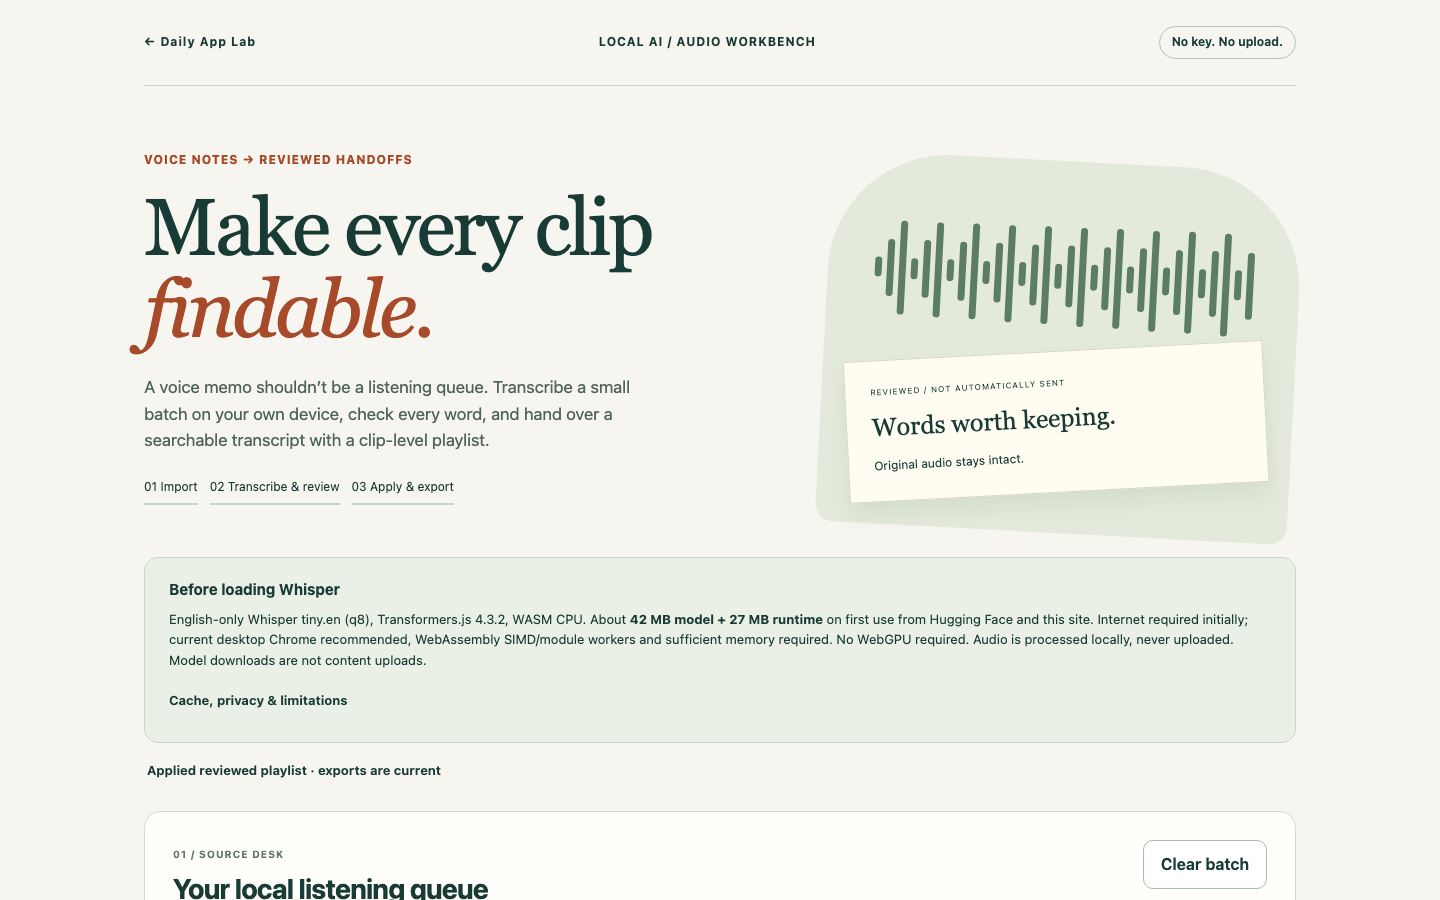 ← Daily App Lab
LOCAL AI / AUDIO WORKBENCH
No key. No upload.
VOICE NOTES → REVIEWED HANDOFFS
Make every clip
findable.
A voice memo shouldn’t be a listening queue. Transcribe a small
batch on your own device, check every word, and hand over a
searchable transcript with a clip-level playlist.
01 Import
02 Transcribe & review
03 Apply & export
REVIEWED / NOT AUTOMATICALLY SENT
Words worth keeping.
Original audio stays intact.
Before loading Whisper
English-only Whisper tiny.en (q8), Transformers.js 4.3.2, WASM CPU. About 42 MB model + 27 MB runtime on first use from Hugging Face and this site. Internet required initially;
current desktop Chrome recommended, WebAssembly SIMD/module workers and sufficient memory required. No WebGPU required. Audio is processed locally, never uploaded.
Model downloads are not content uploads.
Cache, privacy & limitations
Applied reviewed playlist · exports are current
01 / SOURCE DESK
Your local listening queue
Clear batch